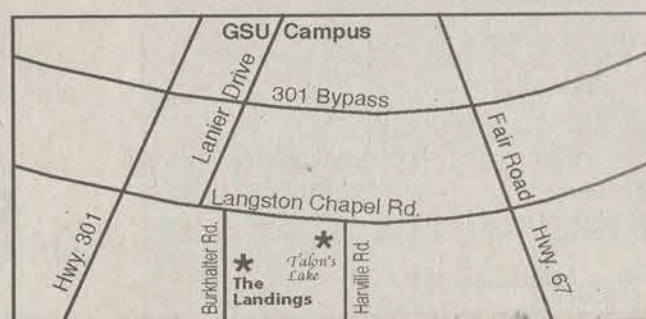 GSU Campus
Lanier Drive
301 Bypass
Fair Road
Langston Chapel Rd.
Hwy. 301
Burkhalter Rd.
*
The
Landings
*
Talon's
Lake
Harville Rd.
Hwy. 67